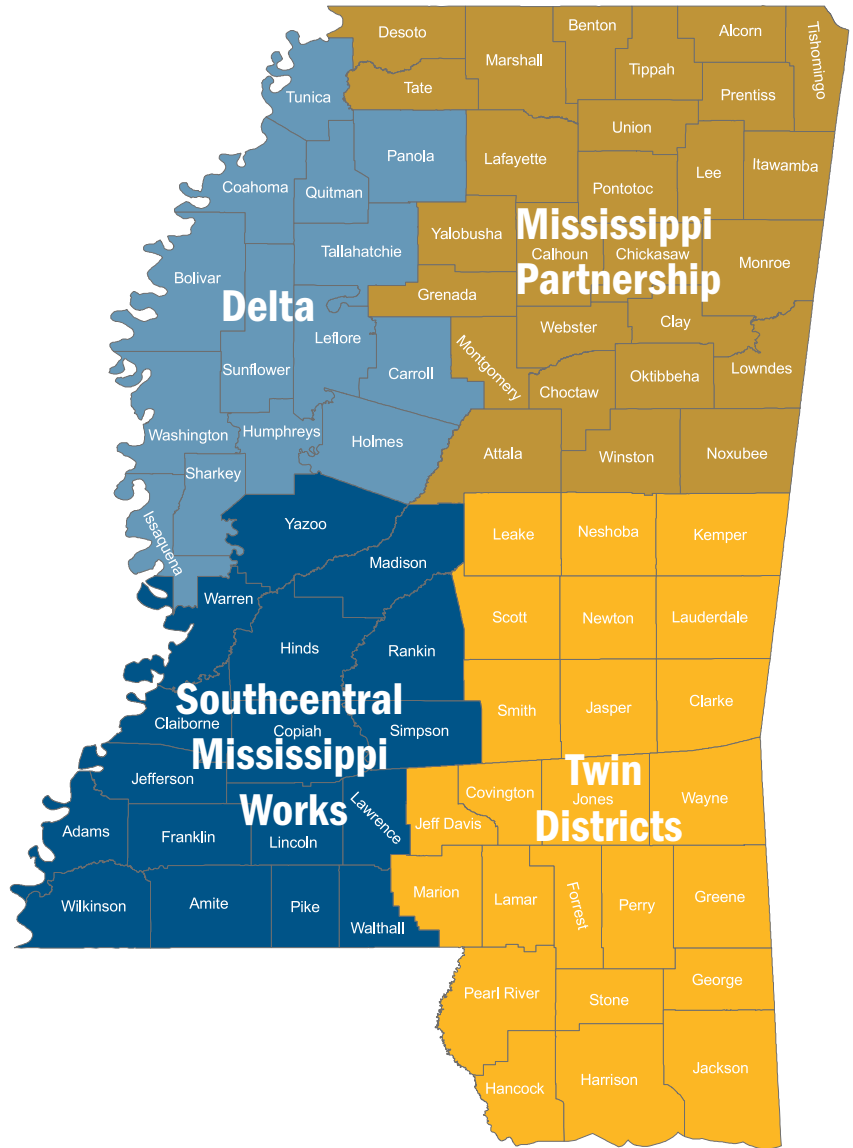 Desoto
Benton
Alcorn
Tishomingo
Marshall
Tippah
Tate
Tunica
Prentiss
Union
Panola
Lafayette
Lee
Itawamba
Coahoma
Quitman
Pontotoc
Mississippi
Partnership
Yalobusha
Tallahatchie
Calhoun
Chickasaw
Monroe
Bolivar
Delta
Grenada
Webster
Clay
Leflore
Montgomery
Sunflower
Carroll
Choctaw
Oktibbeha
Lowndes
Washington
Humphreys
Holmes
Attala
Winston
Noxubee
Sharkey
Issaquena
Yazoo
Leake
Neshoba
Kemper
Madison
Warren
Scott
Newton
Lauderdale
Hinds
Rankin
Southcentral
Mississippi
Works
Claiborne
Copiah
Simpson
Smith
Jasper
Clarke
Jefferson
Twin
Districts
Covington
Jones
Wayne
Lawrence
Jeff Davis
Adams
Franklin
Lincoln
Marion
Lamar
Forrest
Perry
Greene
Wilkinson
Amite
Pike
Walthall
George
Pearl River
Stone
Jackson
Hancock
Harrison